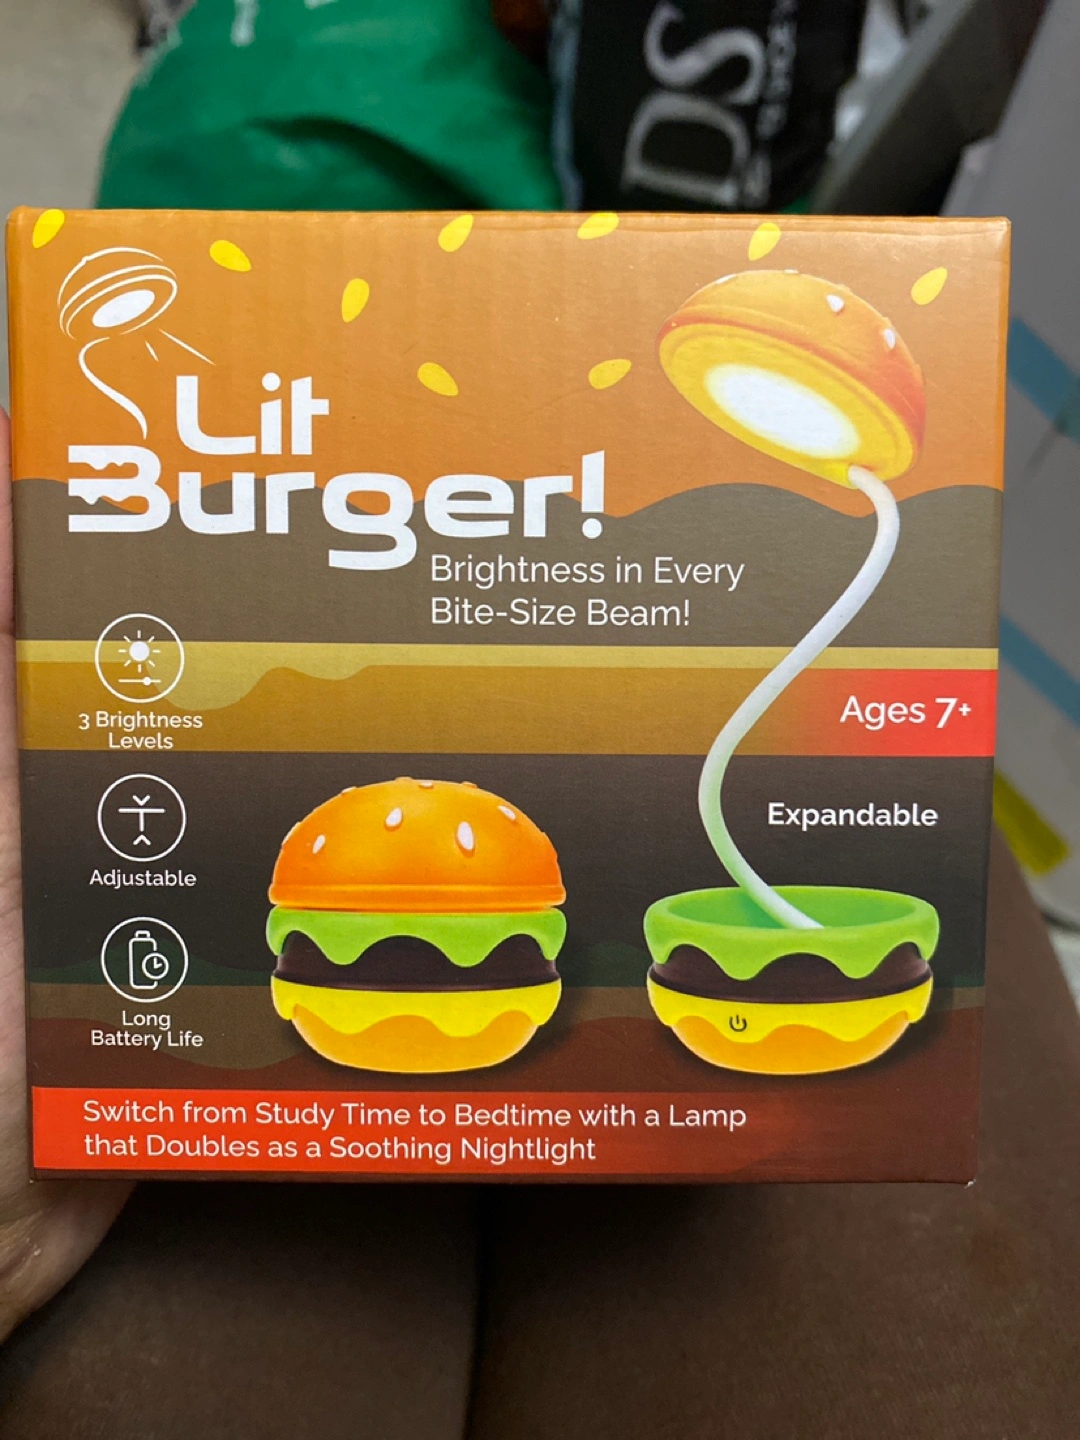 DS
Lit
Burger!
Brightness in Every
Bite-Size Beam!
3 Brightness
Levels
Ages 7+
Adjustable
Expandable
Long
Battery Life
Switch from Study Time to Bedtime with a Lamp
that Doubles as a Soothing Nightlight